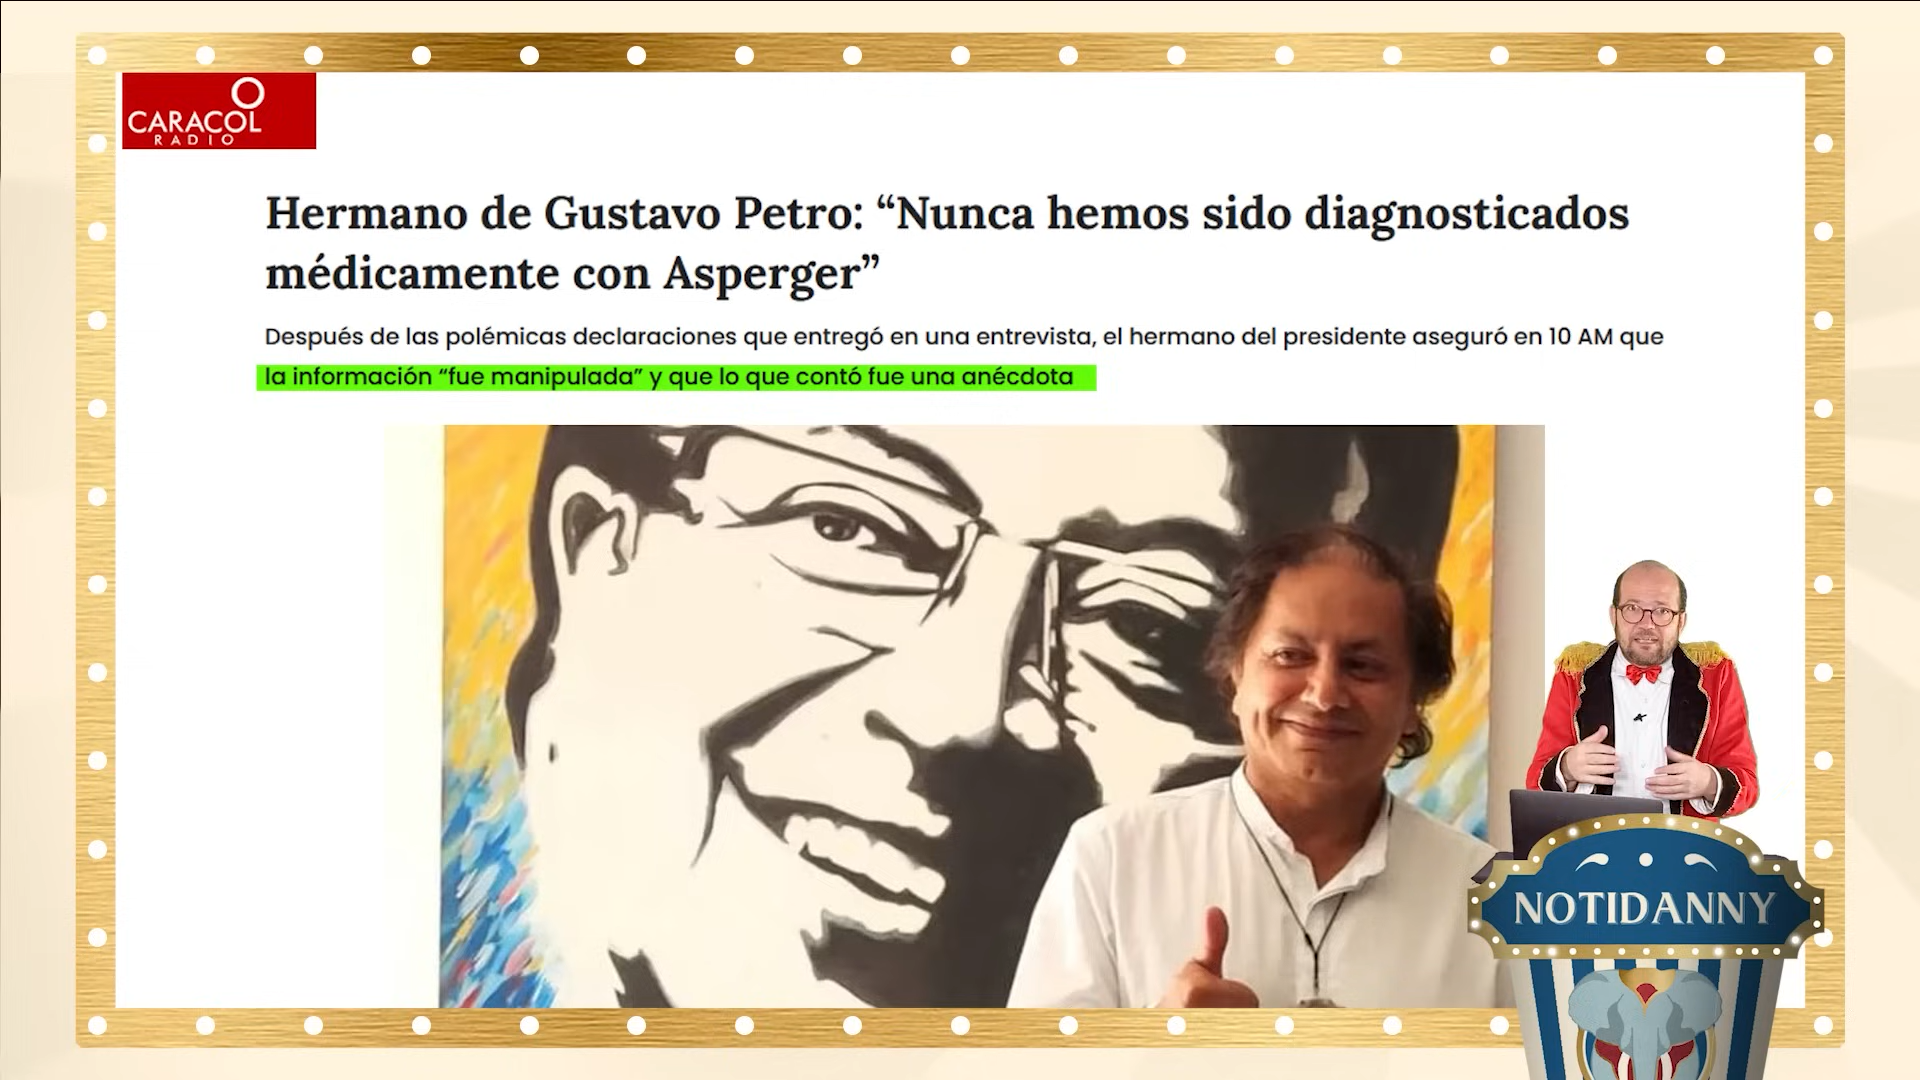 CARACOL
RADIO
Hermano de Gustavo Petro: “Nunca hemos sido diagnosticados
médicamente con Asperger”
Después de las polémicas declaraciones que entregó en una entrevista, el hermano del presidente aseguró en 10 AM que
la información “fue manipulada” y que lo que contó fue una anécdota
NOTIDANNY